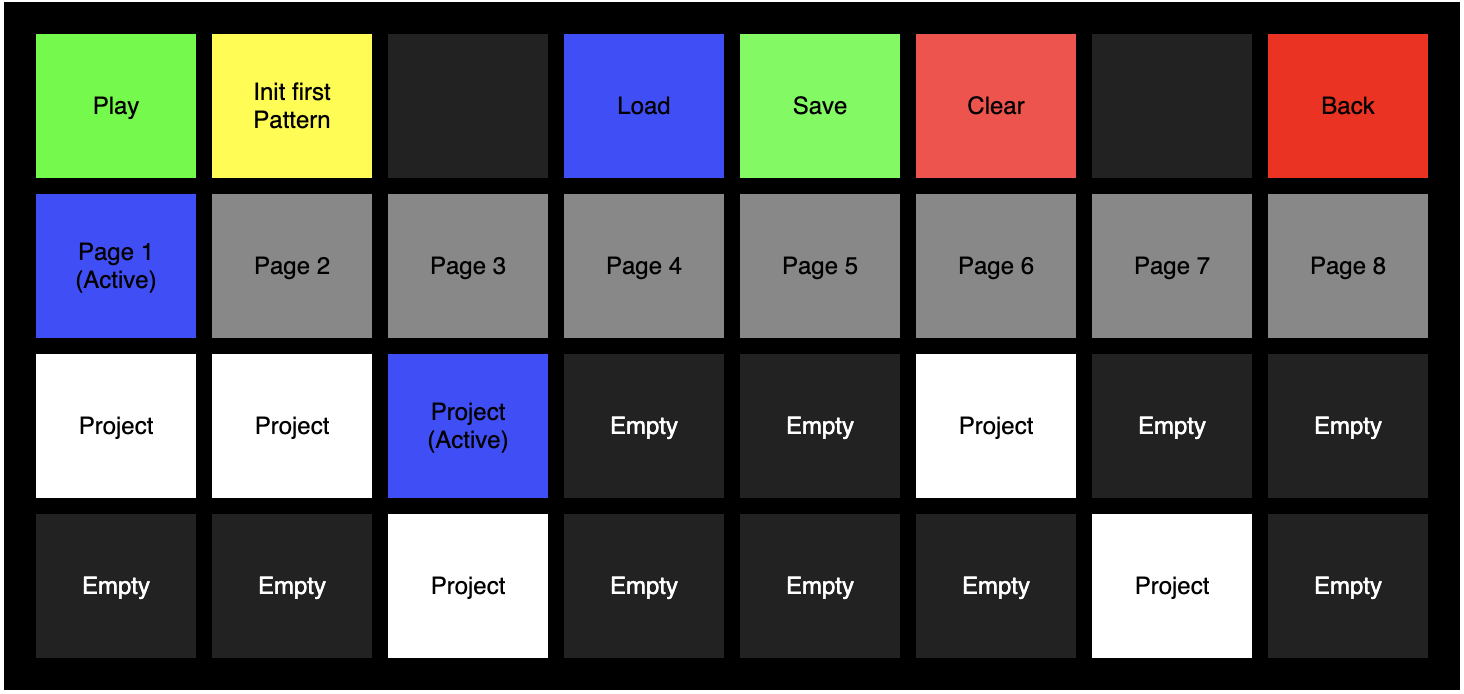 Play
Init first
Pattern
Load
Save
Clear
Back
Page 1
(Active)
Page 2
Page 3
Page 4
Page 5
Page 6
Page 7
Page 8
Project
Project
Project
(Active)
Empty
Empty
Project
Empty
Empty
Empty
Empty
Project
Empty
Empty
Empty
Project
Empty